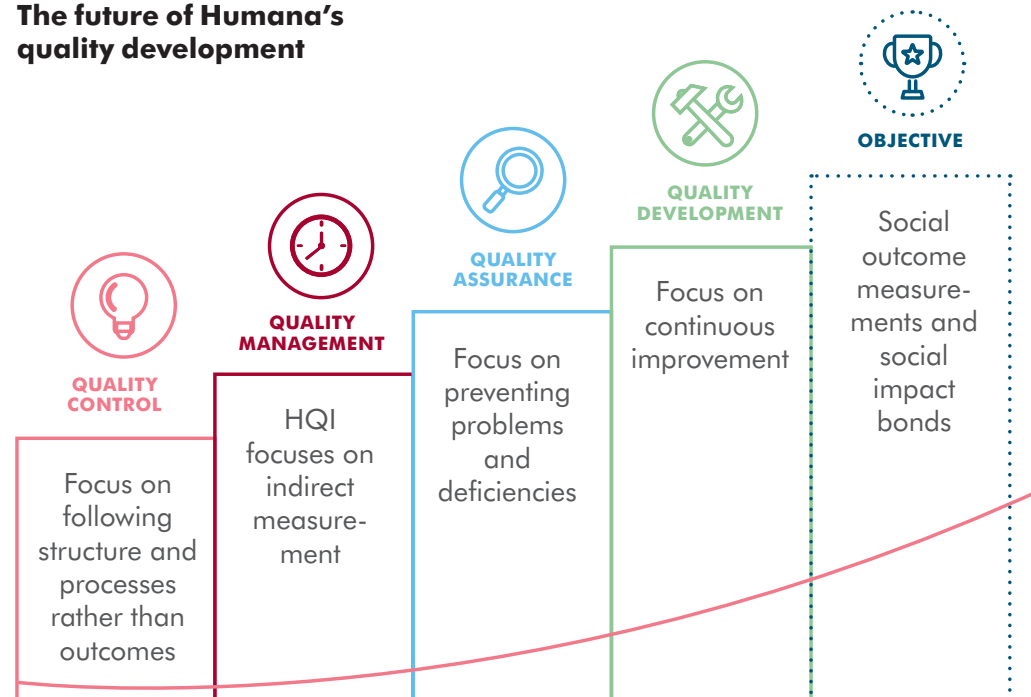 The future of Humana's
quality development
QUALITY
CONTROL
Focus on
following
structure and
processes
rather than
outcomes
QUALITY
MANAGEMENT
HQI
focuses on
indirect
measure-
ment
QUALITY
ASSURANCE
Focus on
preventing
problems
and
deficiencies
QUALITY
DEVELOPMENT
Focus on
continuous
improvement
OBJECTIVE
Social
outcome
measure-
ments and
social
impact
bonds